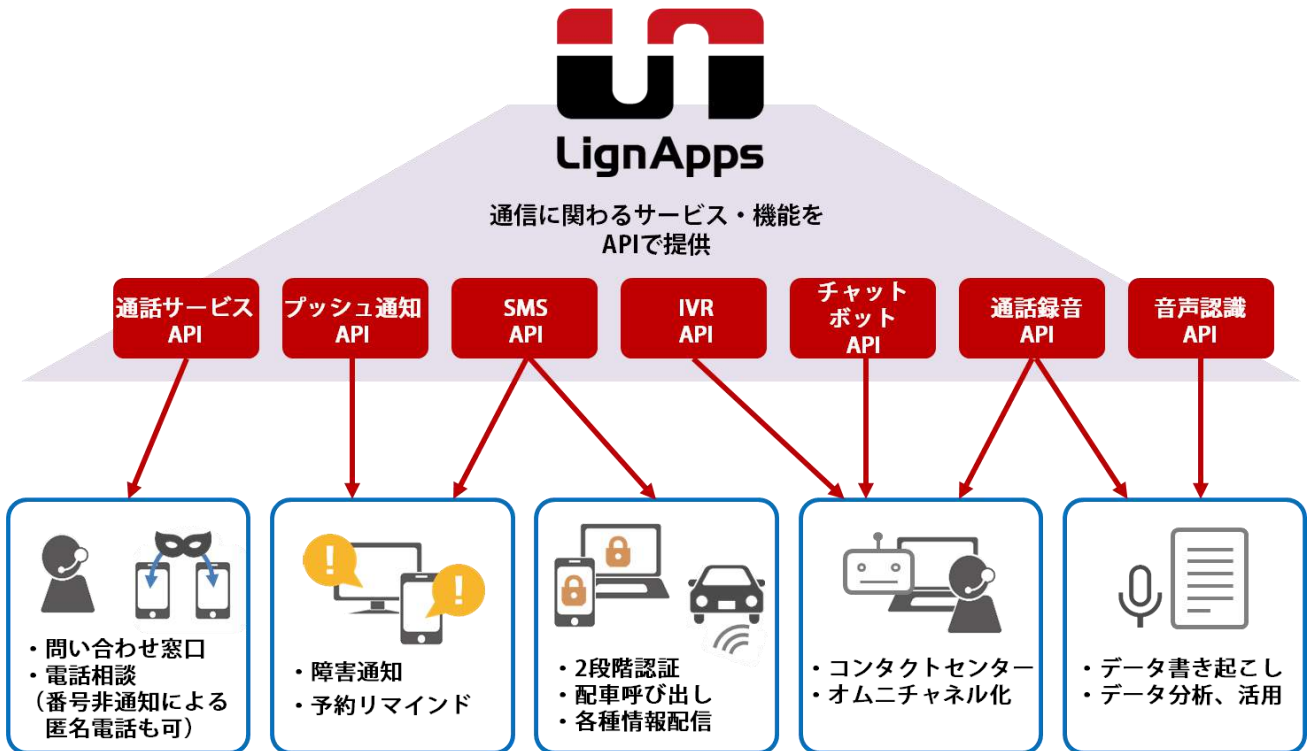 LignApps
通信に関わるサービス・機能を
APIで提供
通話サービス
API
プッシュ通知
API
SMS
API
IVR
API
チャット
ボット
API
通話録音
API
音声認識
API
・問い合わせ窓口
・電話相談
（番号非通知による
匿名電話も可）
・障害通知
・予約リマインド
・2段階認証
・配車呼び出し
・各種情報配信
・コンタクトセンター
・オムニチャネル化
・データ書き起こし
・データ分析、活用